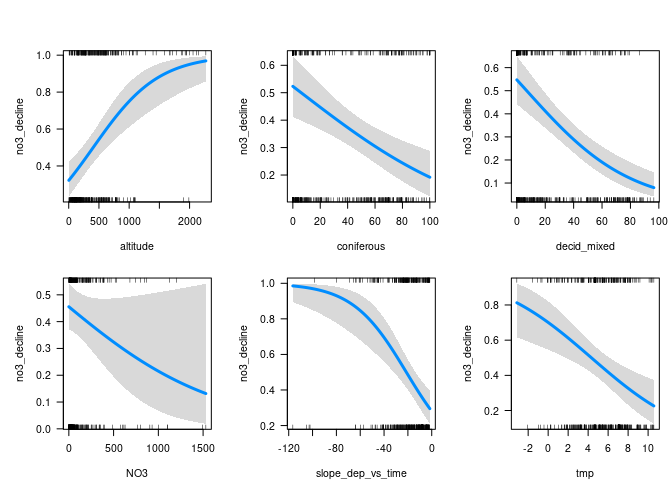 1.0
0.8
0.6
0.4
no3_decline
0 500 1000 2000
altitude
0.6
0.5
0.4
0.3
0.2
no3_decline
0 20 40 60 80 100
coniferous
0.6
0.5
0.4
0.3
0.2
0.1
no3_decline
0 20 40 60 80 100
decid_mixed
0.5
0.4
0.3
0.2
0.1
0.0
no3_decline
0 500 1000 1500
NO3
1.0
0.8
0.6
0.4
0.2
no3_decline
-120 -80 -40 0
slope_dep_vs_time
0.8
0.6
0.4
0.2
no3_decline
-2 0 2 4 6 8 10
tmp